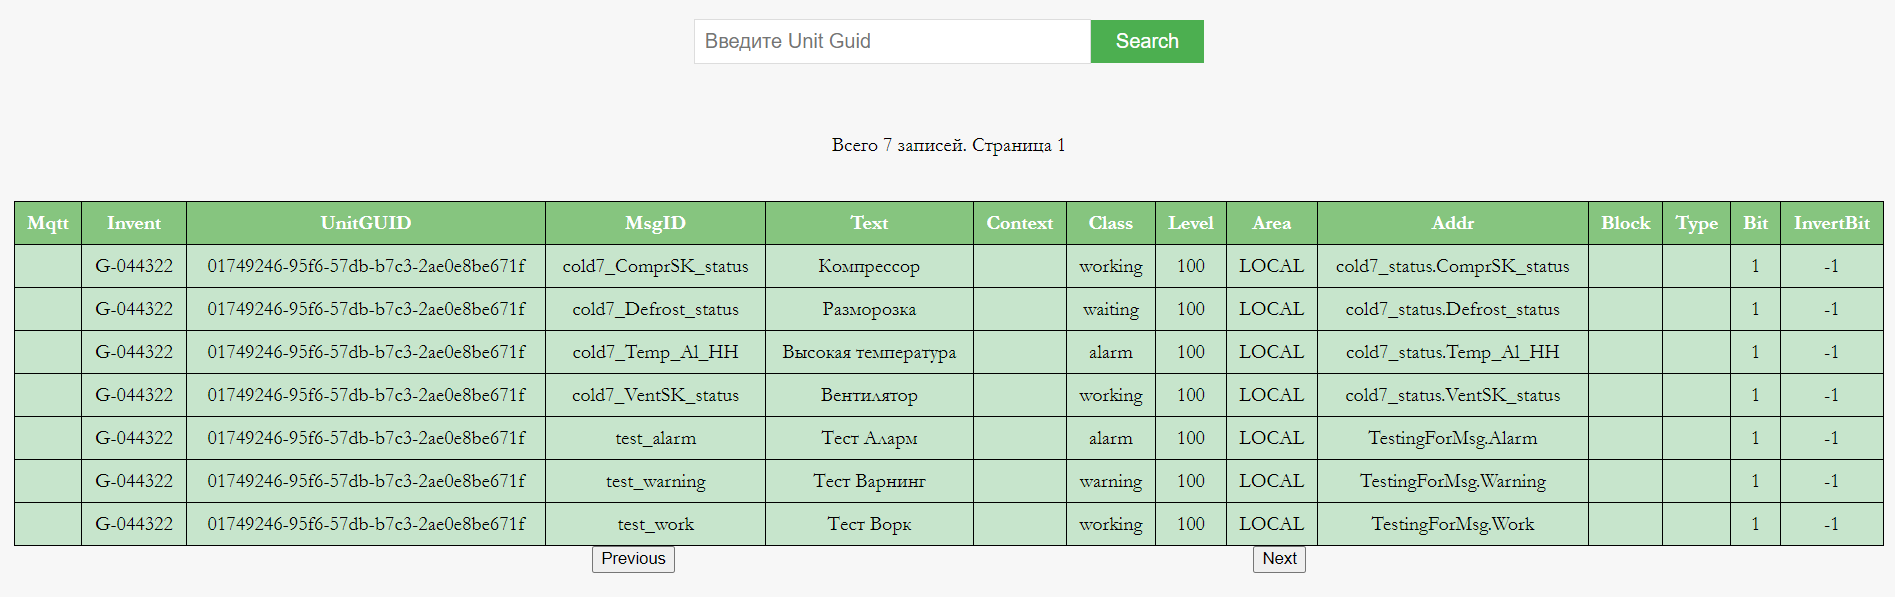 Введите Unit Guid Search
Всего 7 записей. Страница 1
Mqtt Invent UnitGUID MsgID Text Context Class Level Area Addr Block Type Bit InvertBit
G-044322 01749246-95f6-57db-b7c3-2ae0e8be671f cold7_ComprSK_status Компрессор working 100 LOCAL cold7_status.ComprSK_status 1 -1
G-044322 01749246-95f6-57db-b7c3-2ae0e8be671f cold7_Defrost_status Разморозка waiting 100 LOCAL cold7_status.Defrost_status 1 -1
G-044322 01749246-95f6-57db-b7c3-2ae0e8be671f cold7_Temp_Al_HH Высокая температура alarm 100 LOCAL cold7_status.Temp_Al_HH 1 -1
G-044322 01749246-95f6-57db-b7c3-2ae0e8be671f cold7_VentSK_status Вентилятор working 100 LOCAL cold7_status.VentSK_status 1 -1
G-044322 01749246-95f6-57db-b7c3-2ae0e8be671f test_alarm Тест Аларм alarm 100 LOCAL TestingForMsg.Alarm 1 -1
G-044322 01749246-95f6-57db-b7c3-2ae0e8be671f test_warning Тест Варнинг warning 100 LOCAL TestingForMsg.Warning 1 -1
G-044322 01749246-95f6-57db-b7c3-2ae0e8be671f test_work Тест Ворк working 100 LOCAL TestingForMsg.Work 1 -1
Previous Next